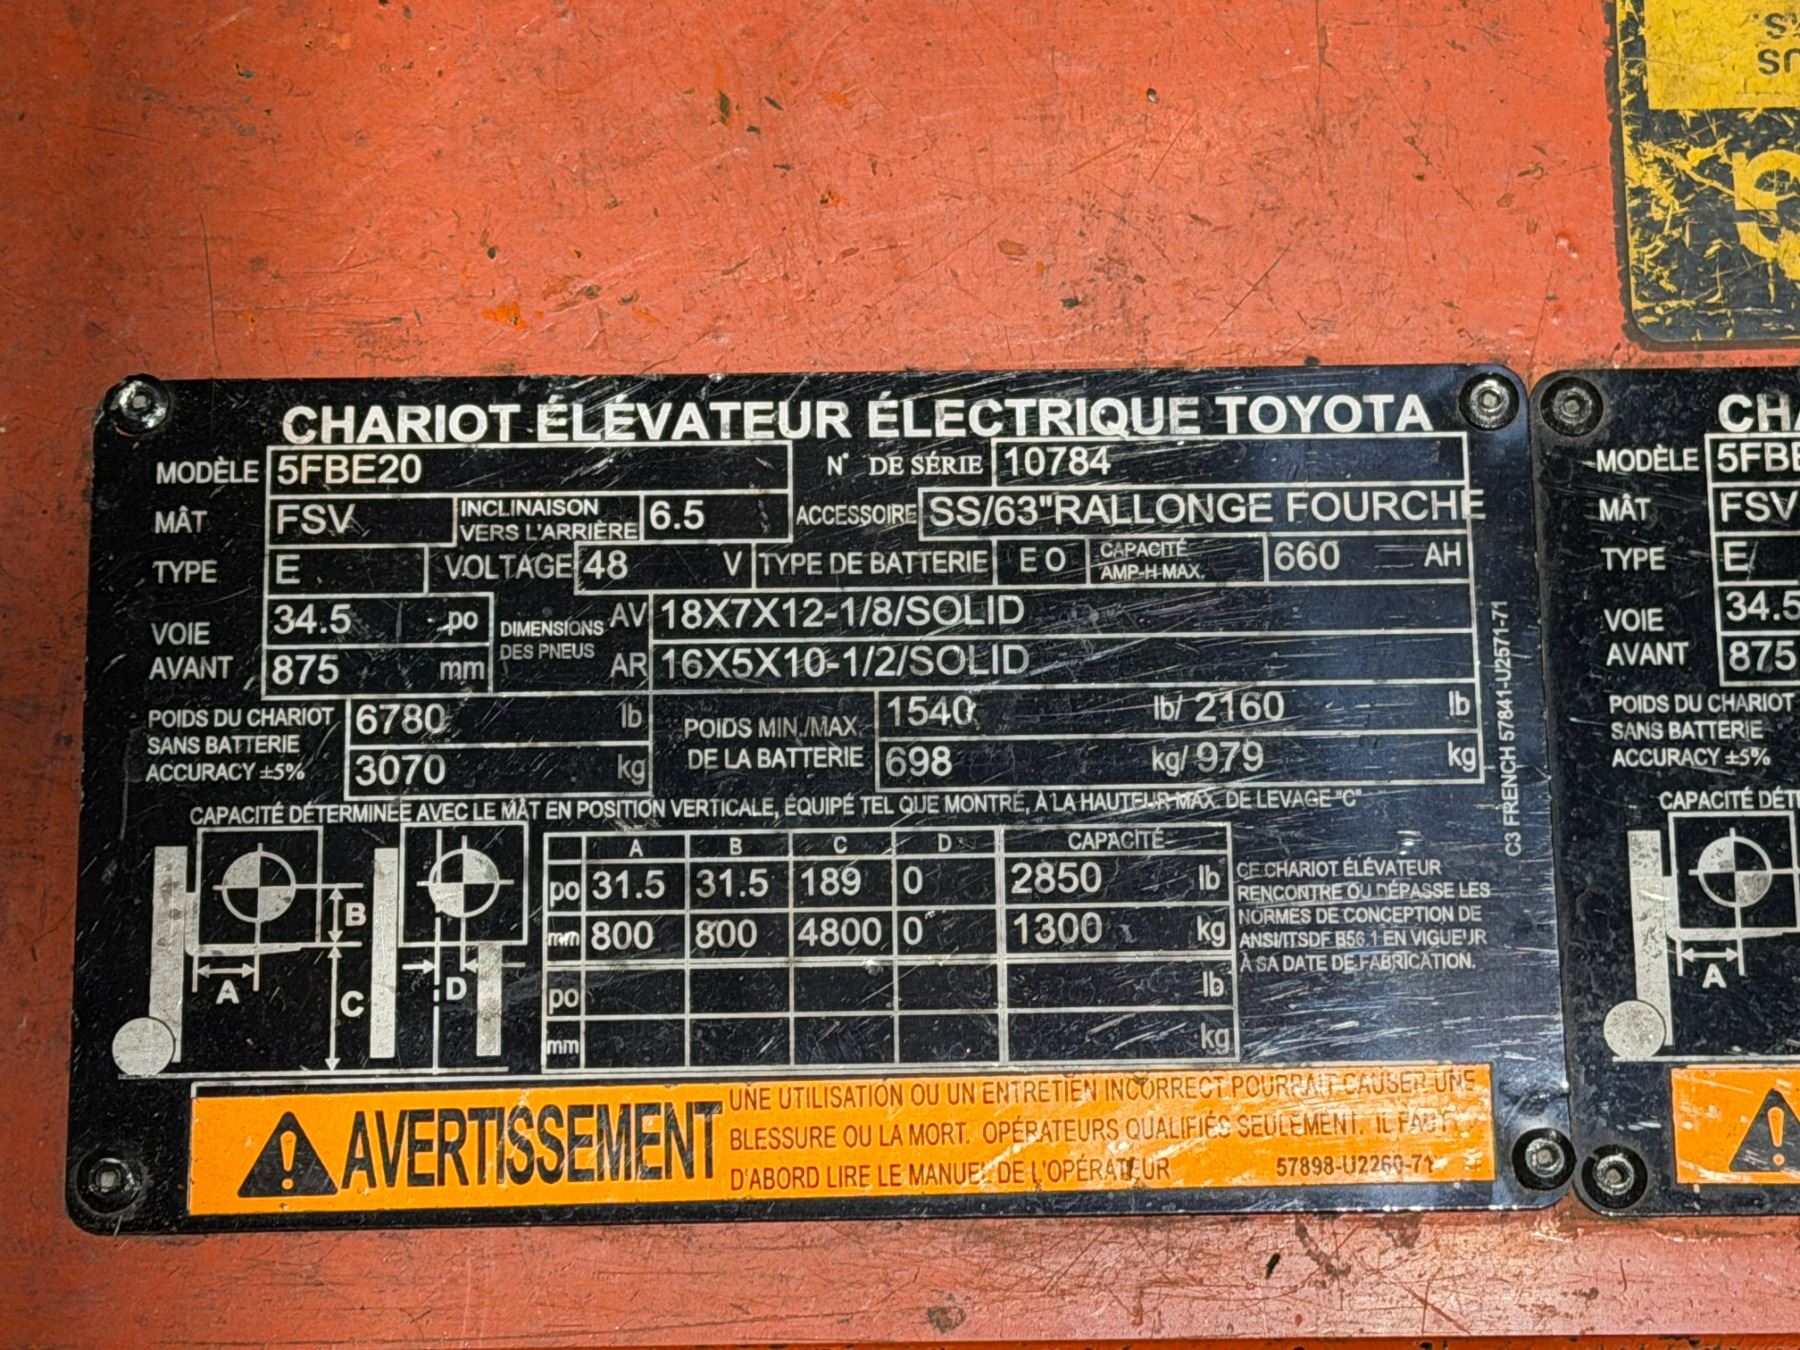 CHARIOT ÉLÉVATEUR ÉLECTRIQUE TOYOTA
MODÈLE 5FBE20 N° DE SÉRIE 10784
MÂT FSV INCLINAISON VERS L'ARRIÈRE 6.5 ACCESSOIRE SS/63"RALLONGE FOURCHE
TYPE E VOLTAGE 48 V TYPE DE BATTERIE E O CAPACITÉ AMP-H MAX. 660 AH
VOIE AVANT 34.5 po DIMENSIONS DES PNEUS AV 18X7X12-1/8/SOLID
875 mm AR 16X5X10-1/2/SOLID
POIDS DU CHARIOT SANS BATTERIE ACCURACY ±5% 6780 lb POIDS MIN./MAX. DE LA BATTERIE 1540 lb/ 2160 lb
3070 kg 698 kg/ 979 kg
CAPACITÉ DÉTERMINÉE AVEC LE MÂT EN POSITION VERTICALE, ÉQUIPÉ TEL QUE MONTRÉ, À LA HAUTEUR MAX. DE LEVAGE "C"
A B C D CAPACITÉ
po 31.5 31.5 189 0 2850 lb
mm 800 800 4800 0 1300 kg
po lb
mm kg
B
A
C
D
CE CHARIOT ÉLÉVATEUR
RENCONTRE OU DÉPASSE LES
NORMES DE CONCEPTION DE
ANSI/ITSDF B56.1 EN VIGUEUR
À SA DATE DE FABRICATION.
C3 FRENCH 57841-U2571-71
AVERTISSEMENT
UNE UTILISATION OU UN ENTRETIEN INCORRECT POURRAIT CAUSER UNE
BLESSURE OU LA MORT. OPÉRATEURS QUALIFIÉS SEULEMENT. IL FAUT
D'ABORD LIRE LE MANUEL DE L'OPÉRATEUR 57898-U2260-71
CHA
MODÈLE 5FBE
MÂT FSV
TYPE E
VOIE AVANT 34.5
875
POIDS DU CHARIOT
SANS BATTERIE
ACCURACY ±5%
CAPACITÉ DÉT
A